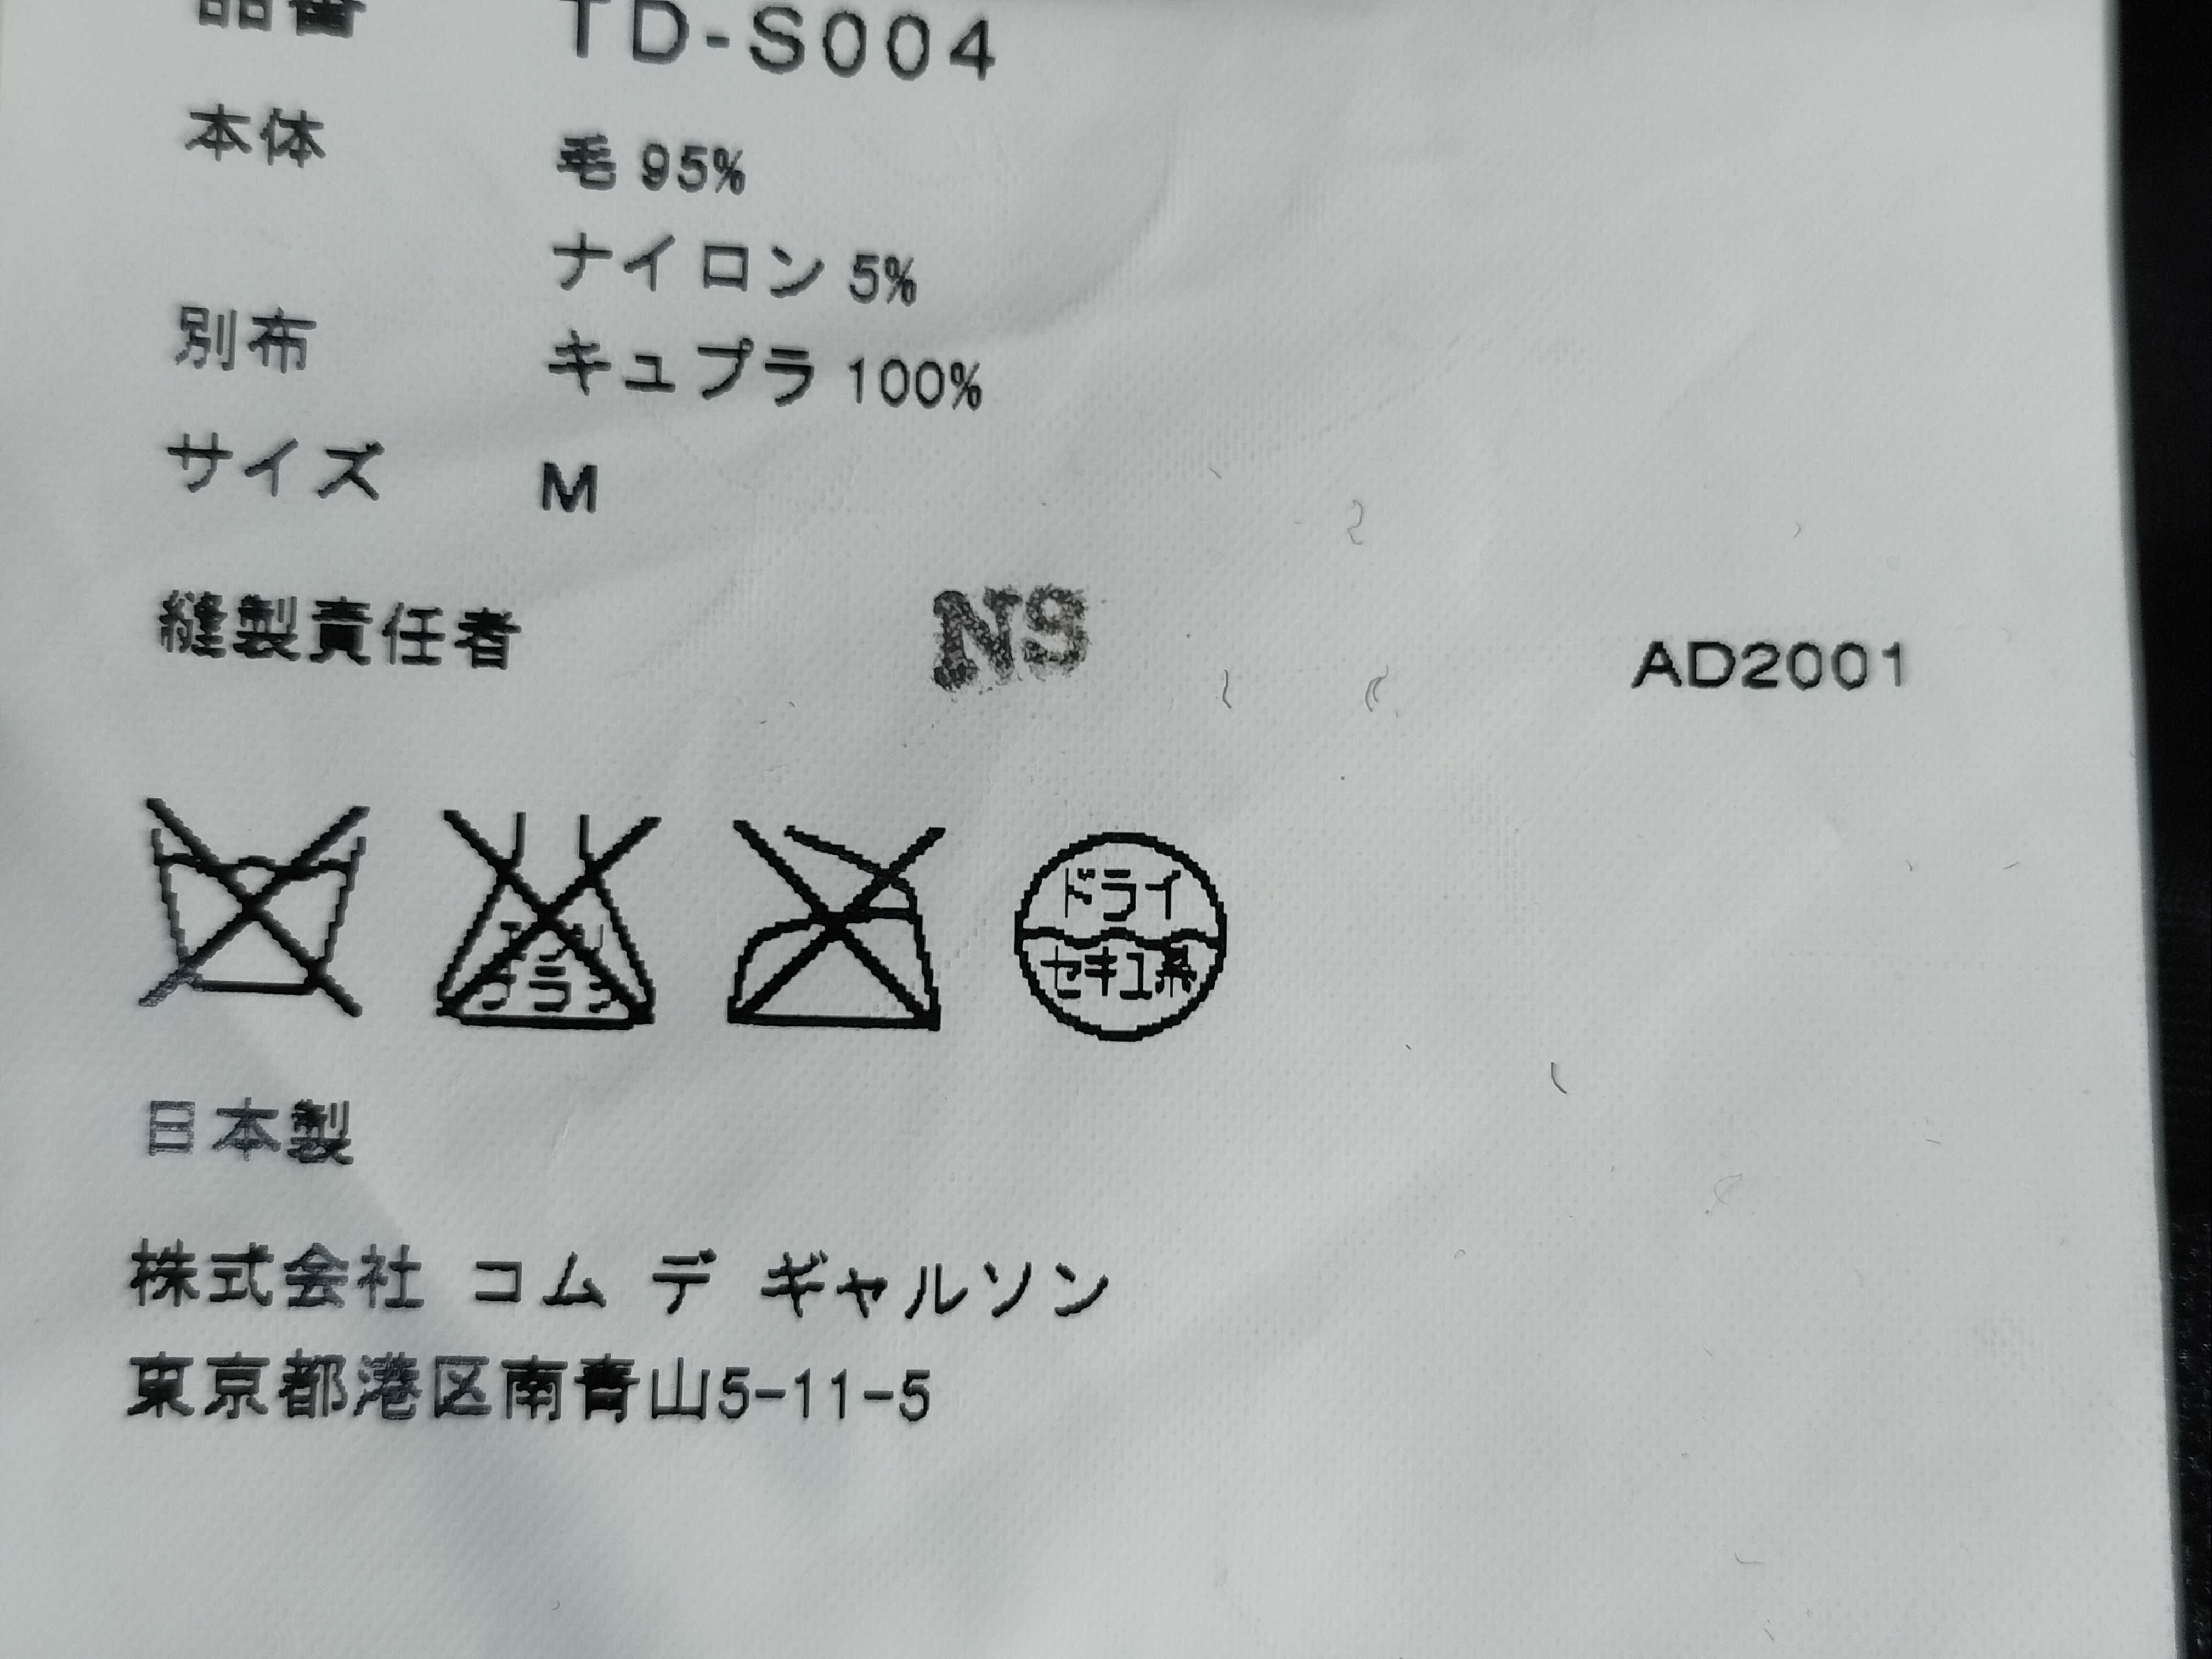 品番 TD-S004
本体 毛 95%
ナイロン 5%
別布 キュプラ 100%
サイズ M
縫製責任者 NS AD2001
ドライ
セキユ系
日本製
株式会社 コム デ ギャルソン
東京都港区南青山5-11-5